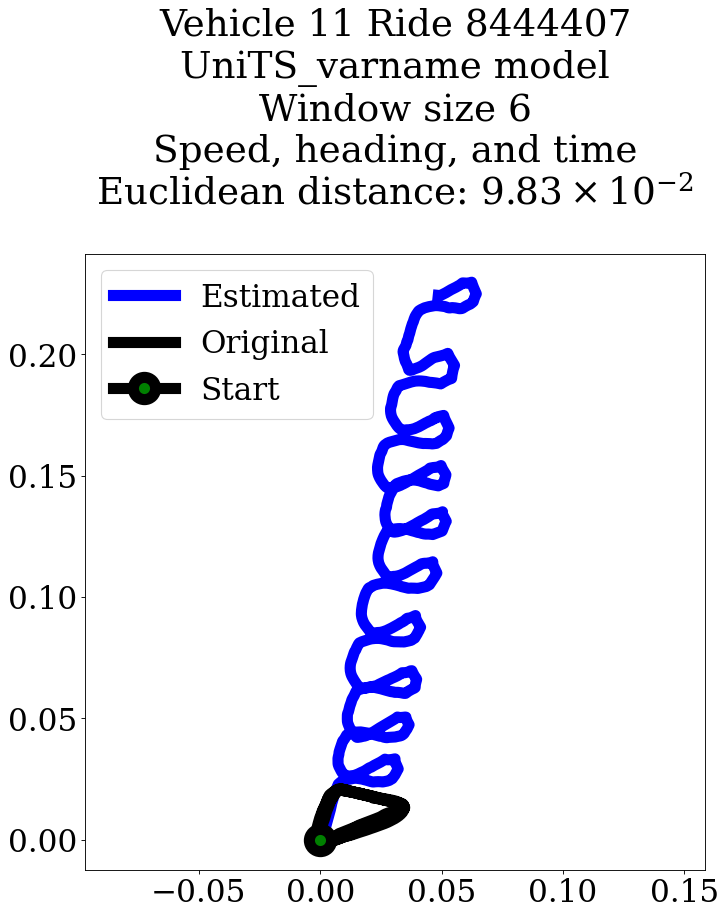 Vehicle 11 Ride 8444407
UniTS_varname model
Window size 6
Speed, heading, and time
Euclidean distance: 9.83 × 10⁻²
Estimated
Original
Start
0.20
0.15
0.10
0.05
0.00
−0.05 0.00 0.05 0.10 0.15